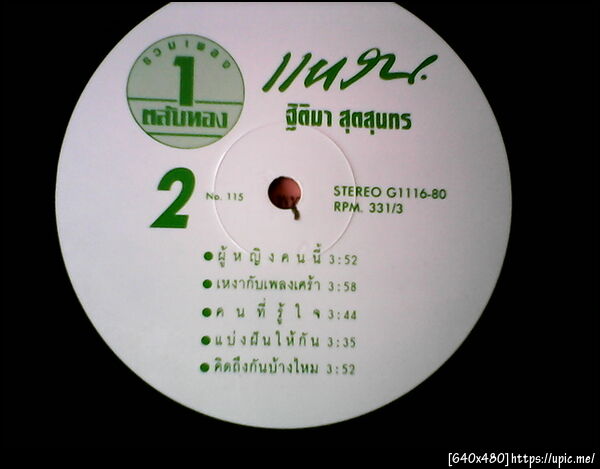 รวมเพลง
1
ตลับทอง
แหวน.
ฐิติมา สุตสุนทร
2
No. 115
STEREO G1116-80
RPM. 331/3
ผู้หญิงคนนี้ 3:52
เหงากับเพลงเศร้า 3:58
คนที่รู้ใจ 3:44
แบ่งฝันให้กัน 3:35
คิดถึงกันบ้างไหม 3:52
[640x480]https://upic.me/